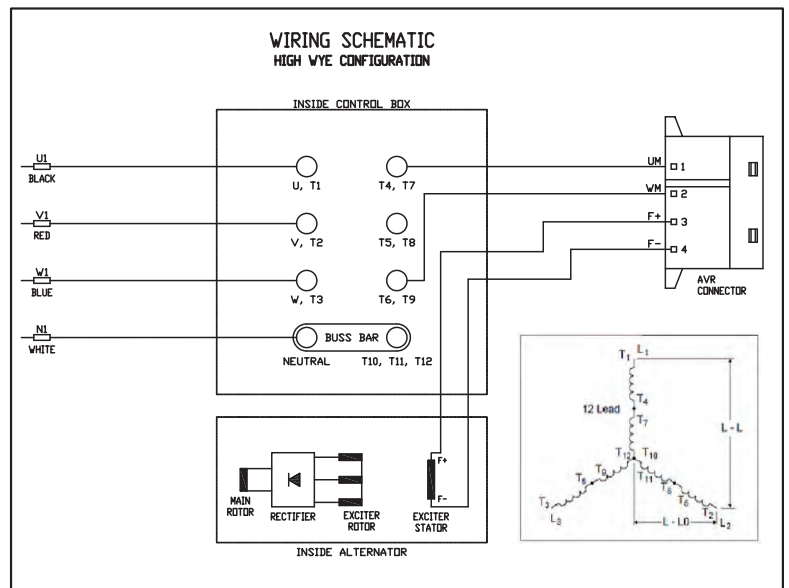 WIRING SCHEMATIC
HIGH WYE CONFIGURATION
INSIDE CONTROL BOX
U1
BLACK
U, T1
T4, T7
UM
1
V1
RED
V, T2
T5, T8
WM
2
F+
3
F-
4
AVR
CONNECTOR
W1
BLUE
W, T3
T6, T9
N1
WHITE
BUSS BAR
NEUTRAL
T10, T11, T12
T1
L1
T4
12 Lead
T7
L-L
T12
T10
T9
T11
T6
T8
T5
T3
T2
L3
L2
L-L0
F+
F-
MAIN
ROTOR
RECTIFIER
EXCITER
ROTOR
EXCITER
STATOR
INSIDE ALTERNATOR